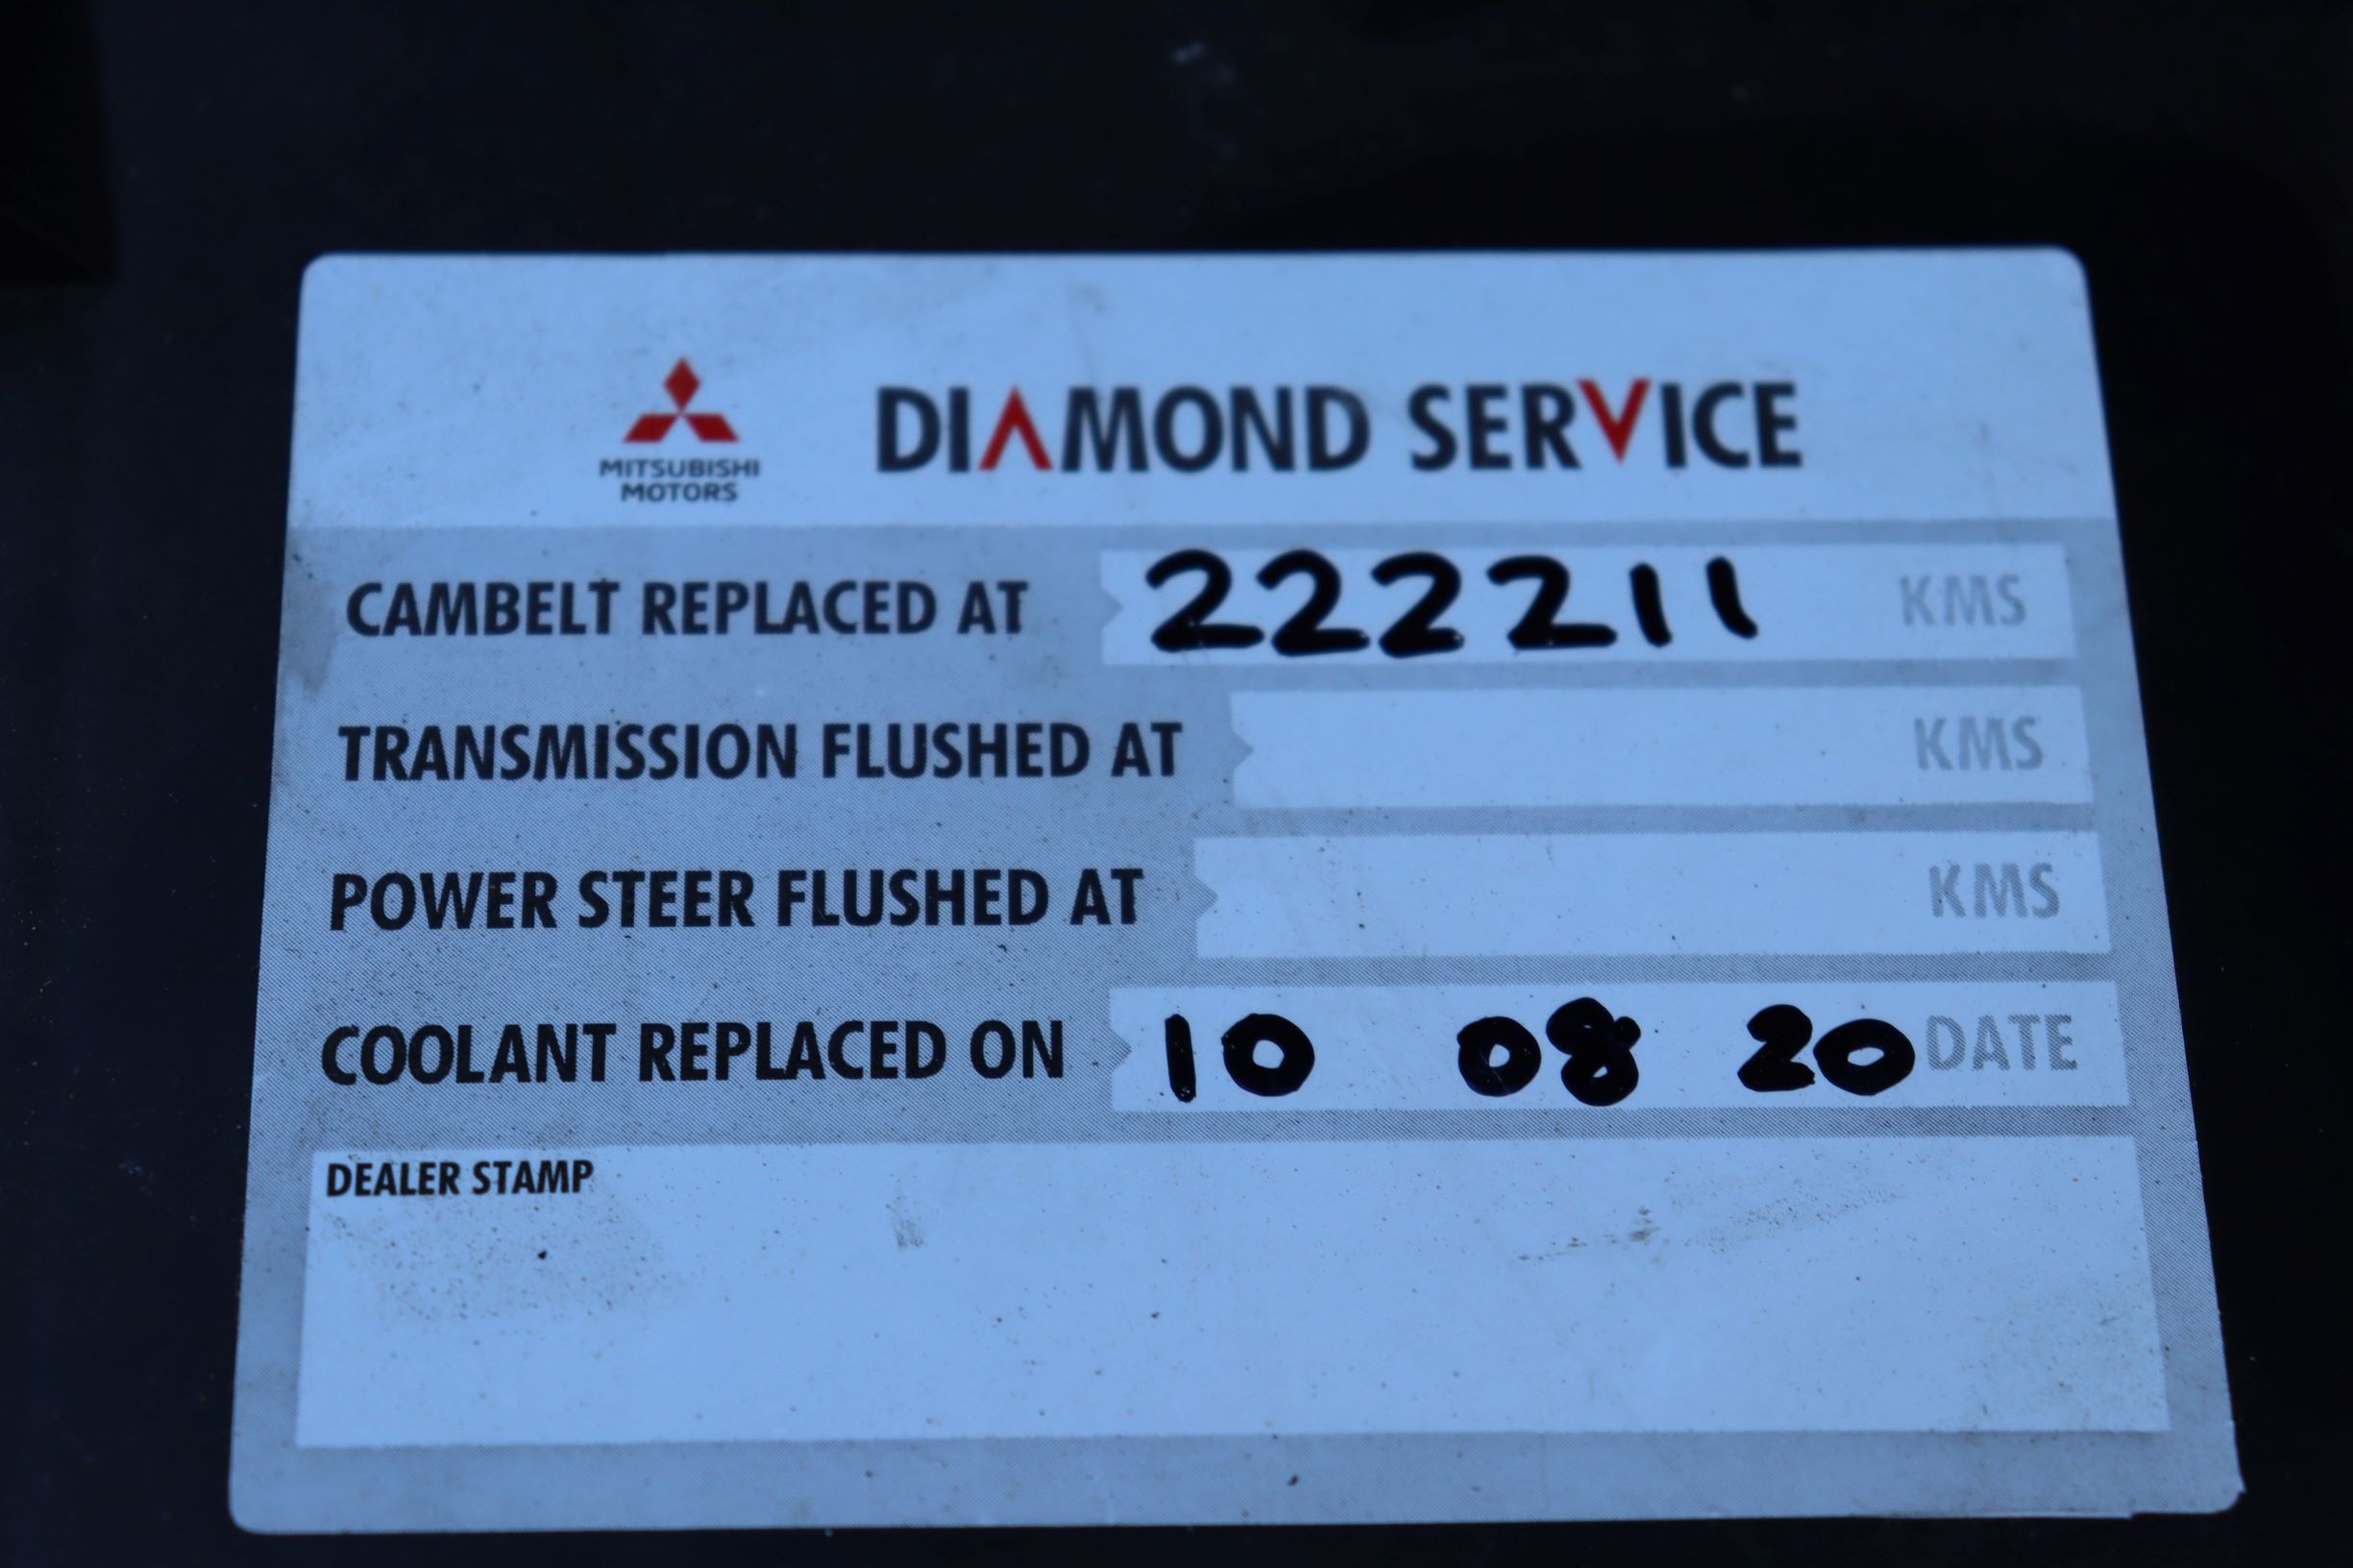 MITSUBISHI
MOTORS
DIAMOND SERVICE
CAMBELT REPLACED AT 222211 KMS
TRANSMISSION FLUSHED AT KMS
POWER STEER FLUSHED AT KMS
COOLANT REPLACED ON 10 08 20 DATE
DEALER STAMP